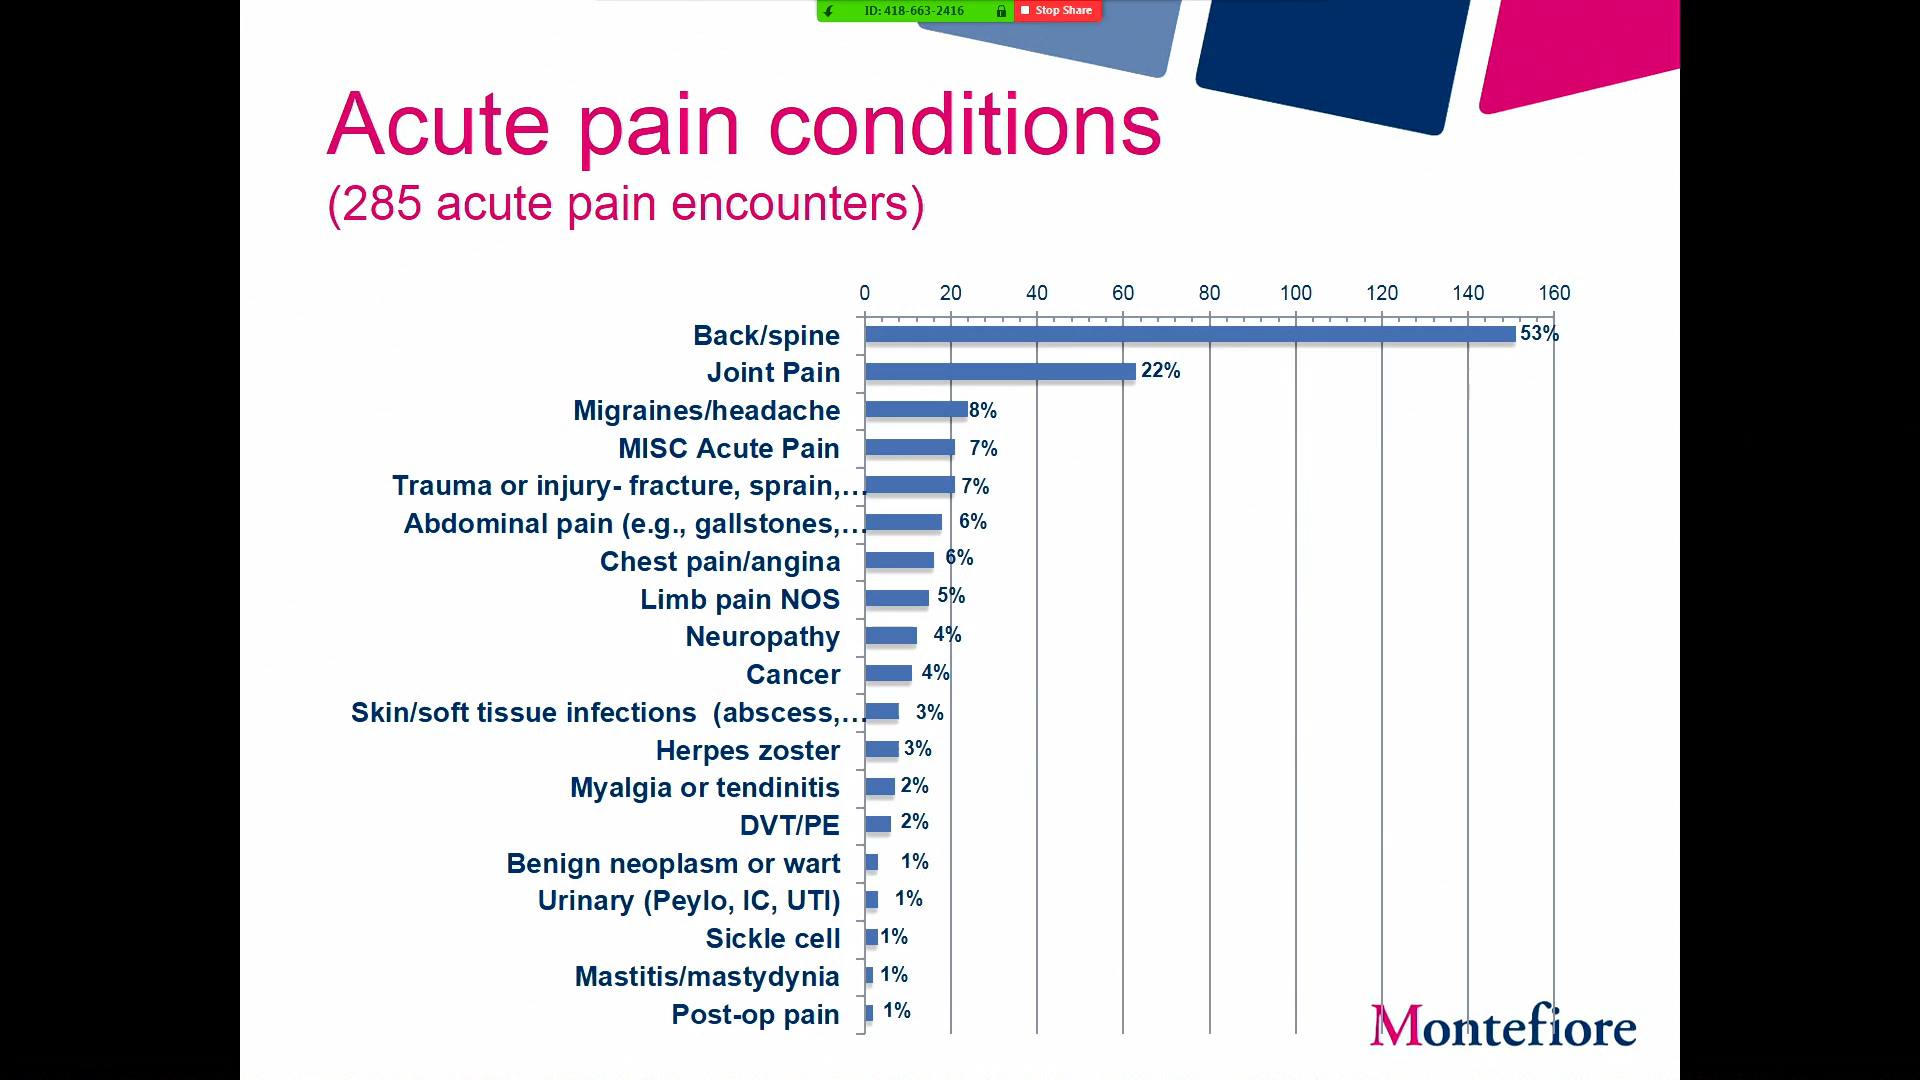 ID: 418-663-2416 Stop Share
Acute pain conditions
(285 acute pain encounters)
0 20 40 60 80 100 120 140 160
Back/spine 53%
Joint Pain 22%
Migraines/headache 8%
MISC Acute Pain 7%
Trauma or injury- fracture, sprain,… 7%
Abdominal pain (e.g., gallstones,… 6%
Chest pain/angina 6%
Limb pain NOS 5%
Neuropathy 4%
Cancer 4%
Skin/soft tissue infections (abscess,… 3%
Herpes zoster 3%
Myalgia or tendinitis 2%
DVT/PE 2%
Benign neoplasm or wart 1%
Urinary (Peylo, IC, UTI) 1%
Sickle cell 1%
Mastitis/mastydynia 1%
Post-op pain 1%
Montefiore